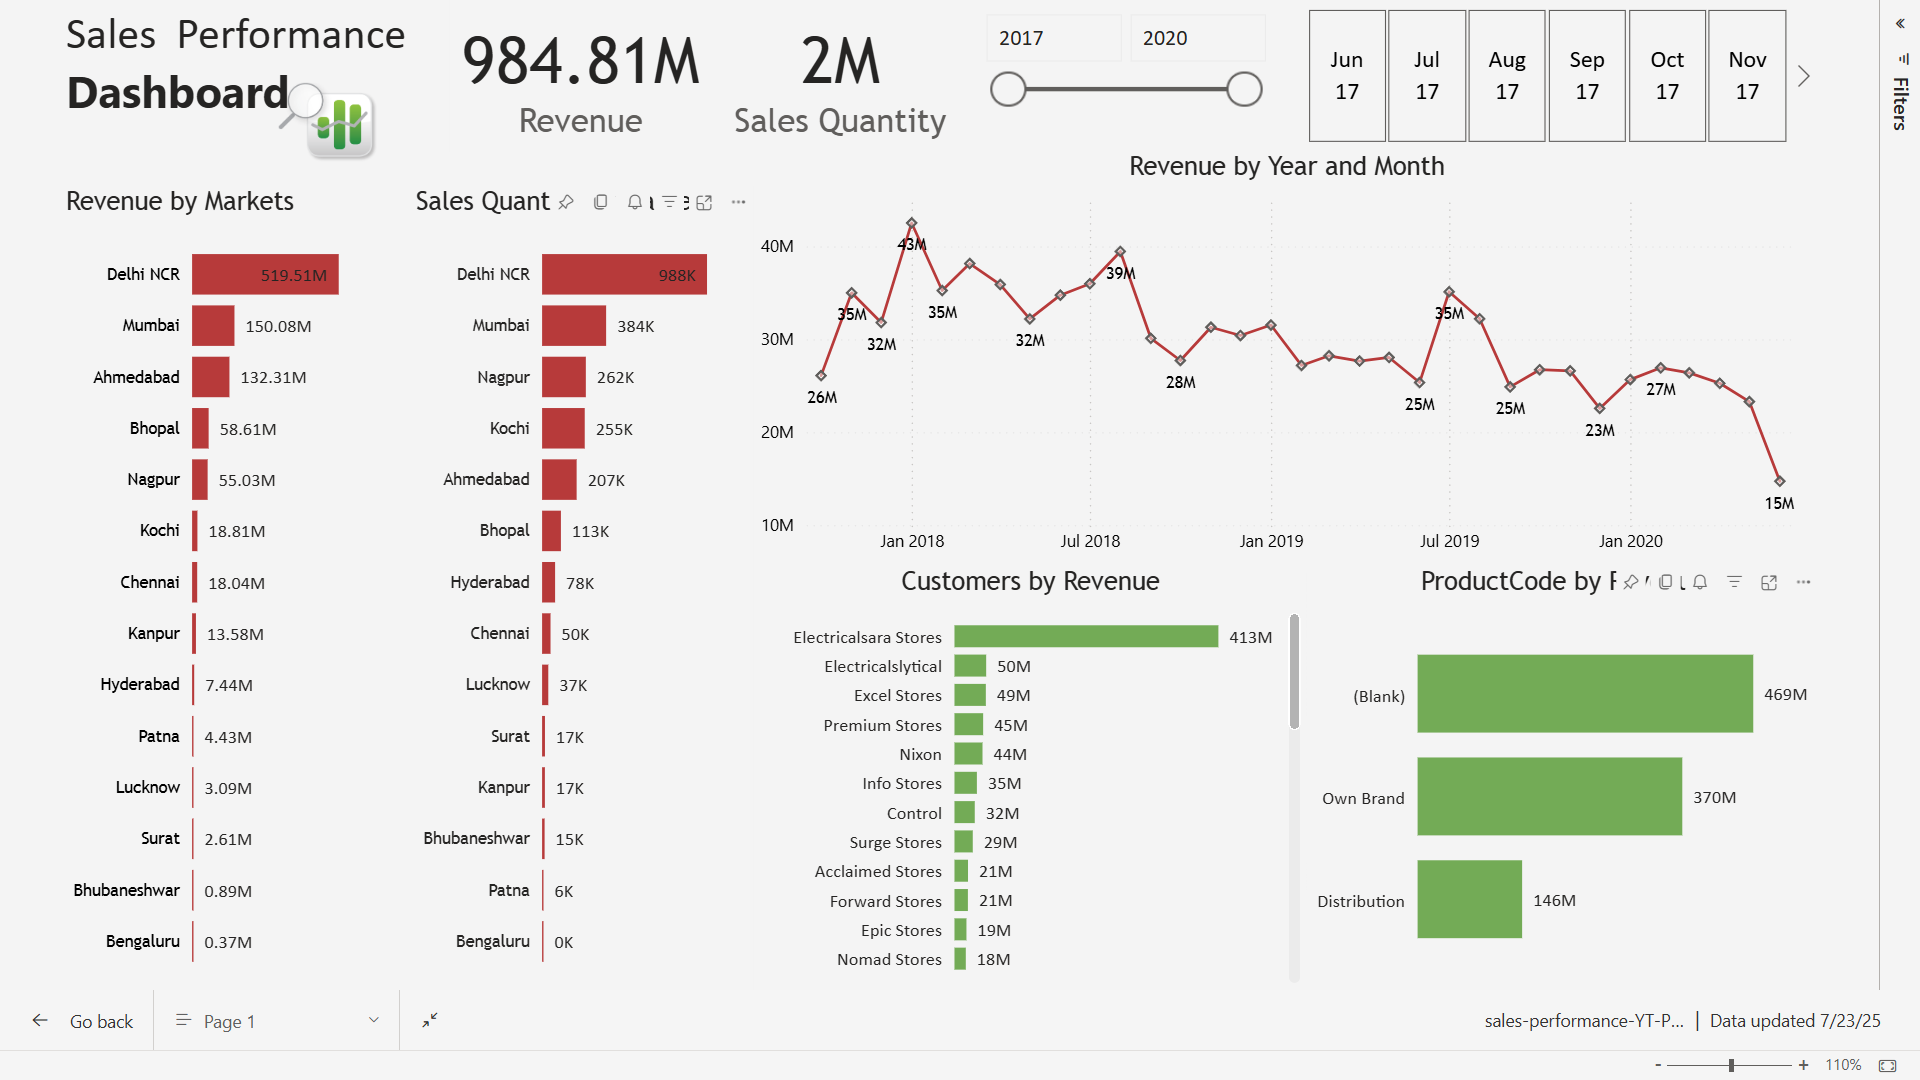 Sales Performance
Dashboard
984.81M
Revenue
2M
Sales Quantity
2017
2020
Jun
17
Jul
17
Aug
17
Sep
17
Oct
17
Nov
17
Filters
Revenue by Markets
Delhi NCR 519.51M
Mumbai 150.08M
Ahmedabad 132.31M
Bhopal 58.61M
Nagpur 55.03M
Kochi 18.81M
Chennai 18.04M
Kanpur 13.58M
Hyderabad 7.44M
Patna 4.43M
Lucknow 3.09M
Surat 2.61M
Bhubaneshwar 0.89M
Bengaluru 0.37M
Sales Quant
Delhi NCR 988K
Mumbai 384K
Nagpur 262K
Kochi 255K
Ahmedabad 207K
Bhopal 113K
Hyderabad 78K
Chennai 50K
Lucknow 37K
Surat 17K
Kanpur 17K
Bhubaneshwar 15K
Patna 6K
Bengaluru 0K
Revenue by Year and Month
40M
30M
20M
10M
26M
35M
32M
43M
35M
32M
39M
28M
25M
35M
25M
23M
27M
15M
Jan 2018
Jul 2018
Jan 2019
Jul 2019
Jan 2020
Customers by Revenue
Electricalsara Stores 413M
Electricalslytical 50M
Excel Stores 49M
Premium Stores 45M
Nixon 44M
Info Stores 35M
Control 32M
Surge Stores 29M
Acclaimed Stores 21M
Forward Stores 21M
Epic Stores 19M
Nomad Stores 18M
ProductCode by
(Blank) 469M
Own Brand 370M
Distribution 146M
Go back
Page 1
sales-performance-YT-P... | Data updated 7/23/25
- + 110%